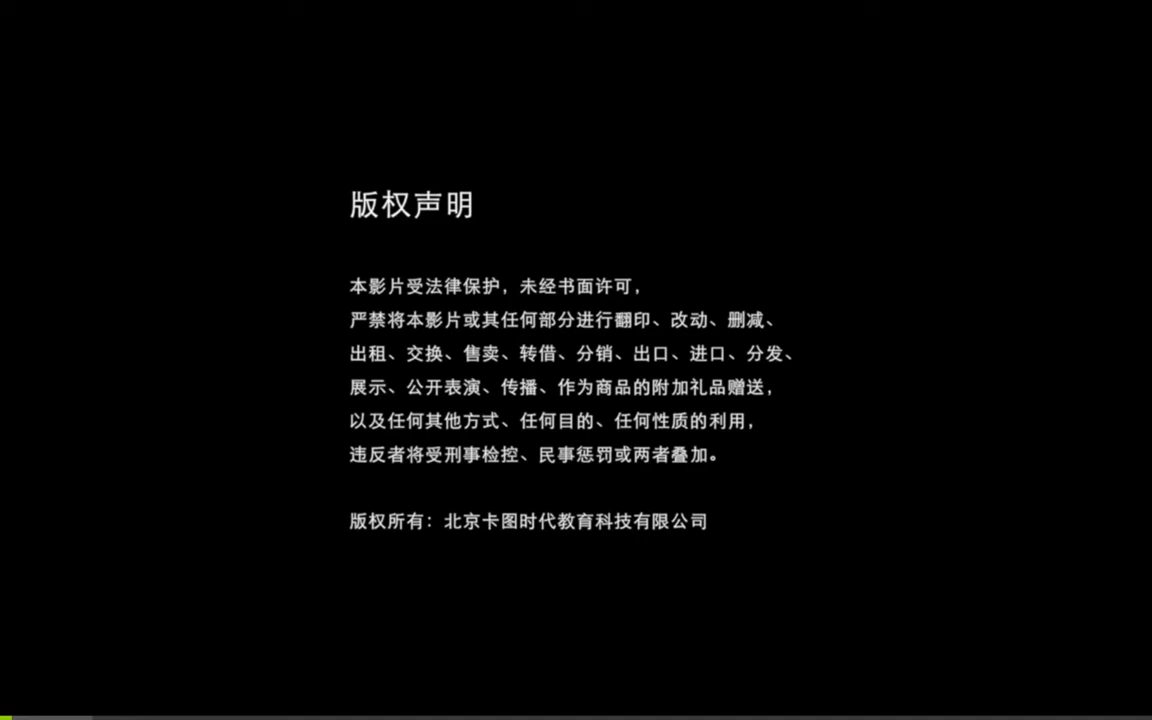 版权声明
本影片受法律保护，未经书面许可，
严禁将本影片或其任何部分进行翻印、改动、删减、
出租、交换、售卖、转借、分销、出口、进口、分发、
展示、公开表演、传播、作为商品的附加礼品赠送，
以及任何其他方式、任何目的、任何性质的利用，
违反者将受刑事检控、民事惩罚或两者叠加。
版权所有：北京卡图时代教育科技有限公司